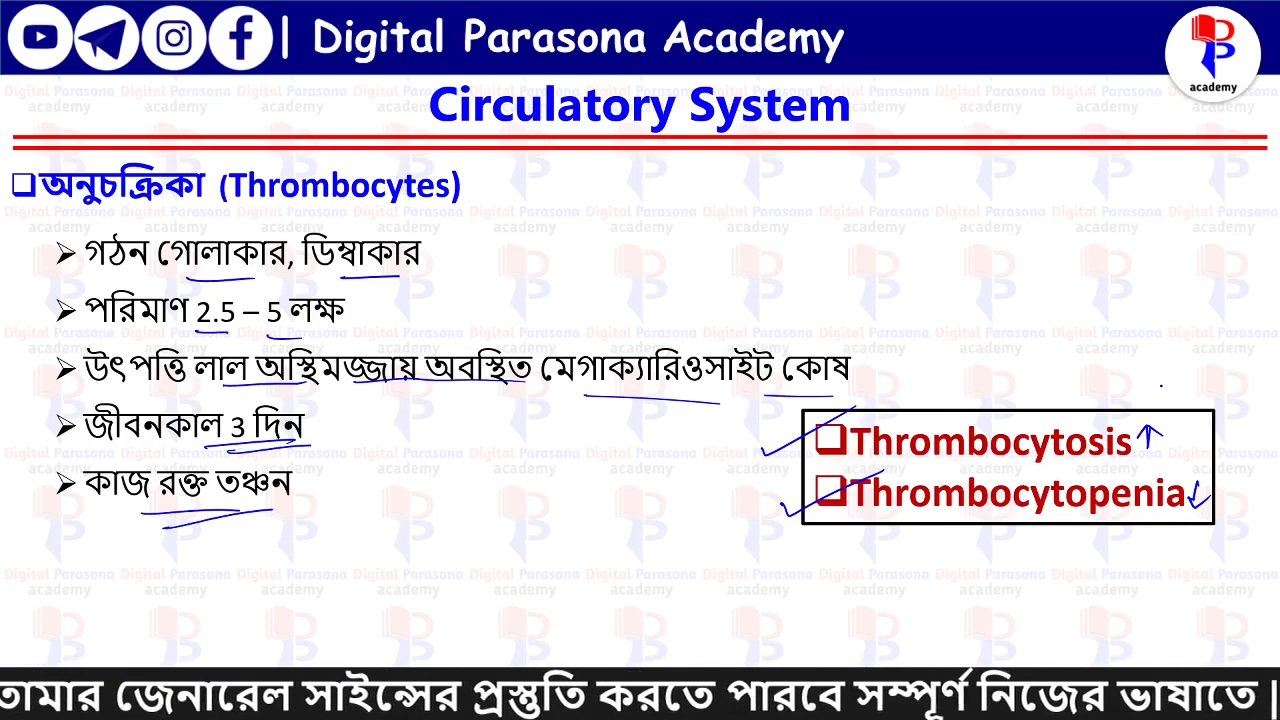 | Digital Parasona Academy
academy
Circulatory System
❑অনুচক্রিকা (Thrombocytes)
➢ গঠন গোলাকার, ডিম্বাকার
➢ পরিমাণ 2.5 – 5 লক্ষ
➢ উৎপত্তি লাল অস্থিমজ্জায় অবস্থিত মেগাক্যারিওসাইট কোষ
➢ জীবনকাল 3 দিন
➢ কাজ রক্ত তঞ্চন
❑Thrombocytosis ↑
❑Thrombocytopenia ↓
তামার জেনারেল সাইন্সের প্রস্তুতি করতে পারবে সম্পূর্ণ নিজের ভাষাতে |